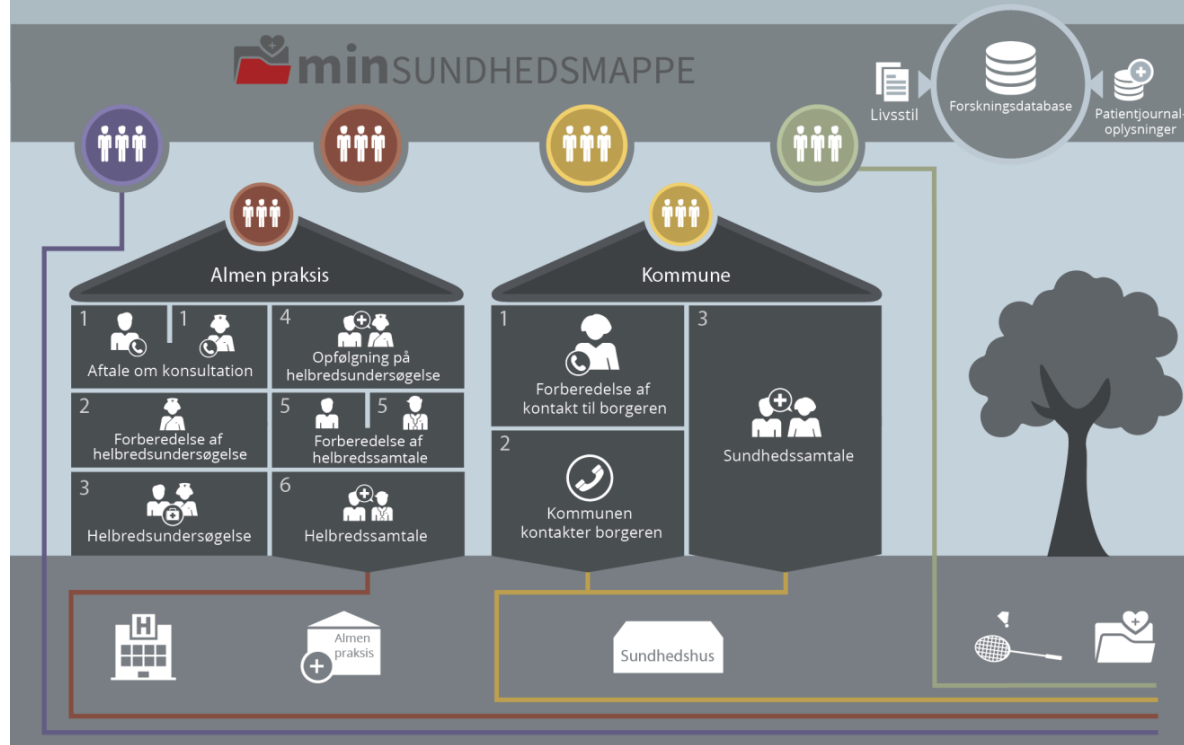 minSUNDHEDSMAPPE
Livsstil
Forskningsdatabase
Patientjournal-
oplysninger
Almen praksis
1
1
Aftale om konsultation
2
Forberedelse af
helbredsundersøgelse
3
Helbredsundersøgelse
4
Opfølgning på
helbredsundersøgelse
5
5
Forberedelse af
helbredssamtale
6
Helbredssamtale
Kommune
1
Forberedelse af
kontakt til borgeren
2
Kommunen
kontakter borgeren
3
Sundhedssamtale
H
Almen
praksis
Sundhedshus